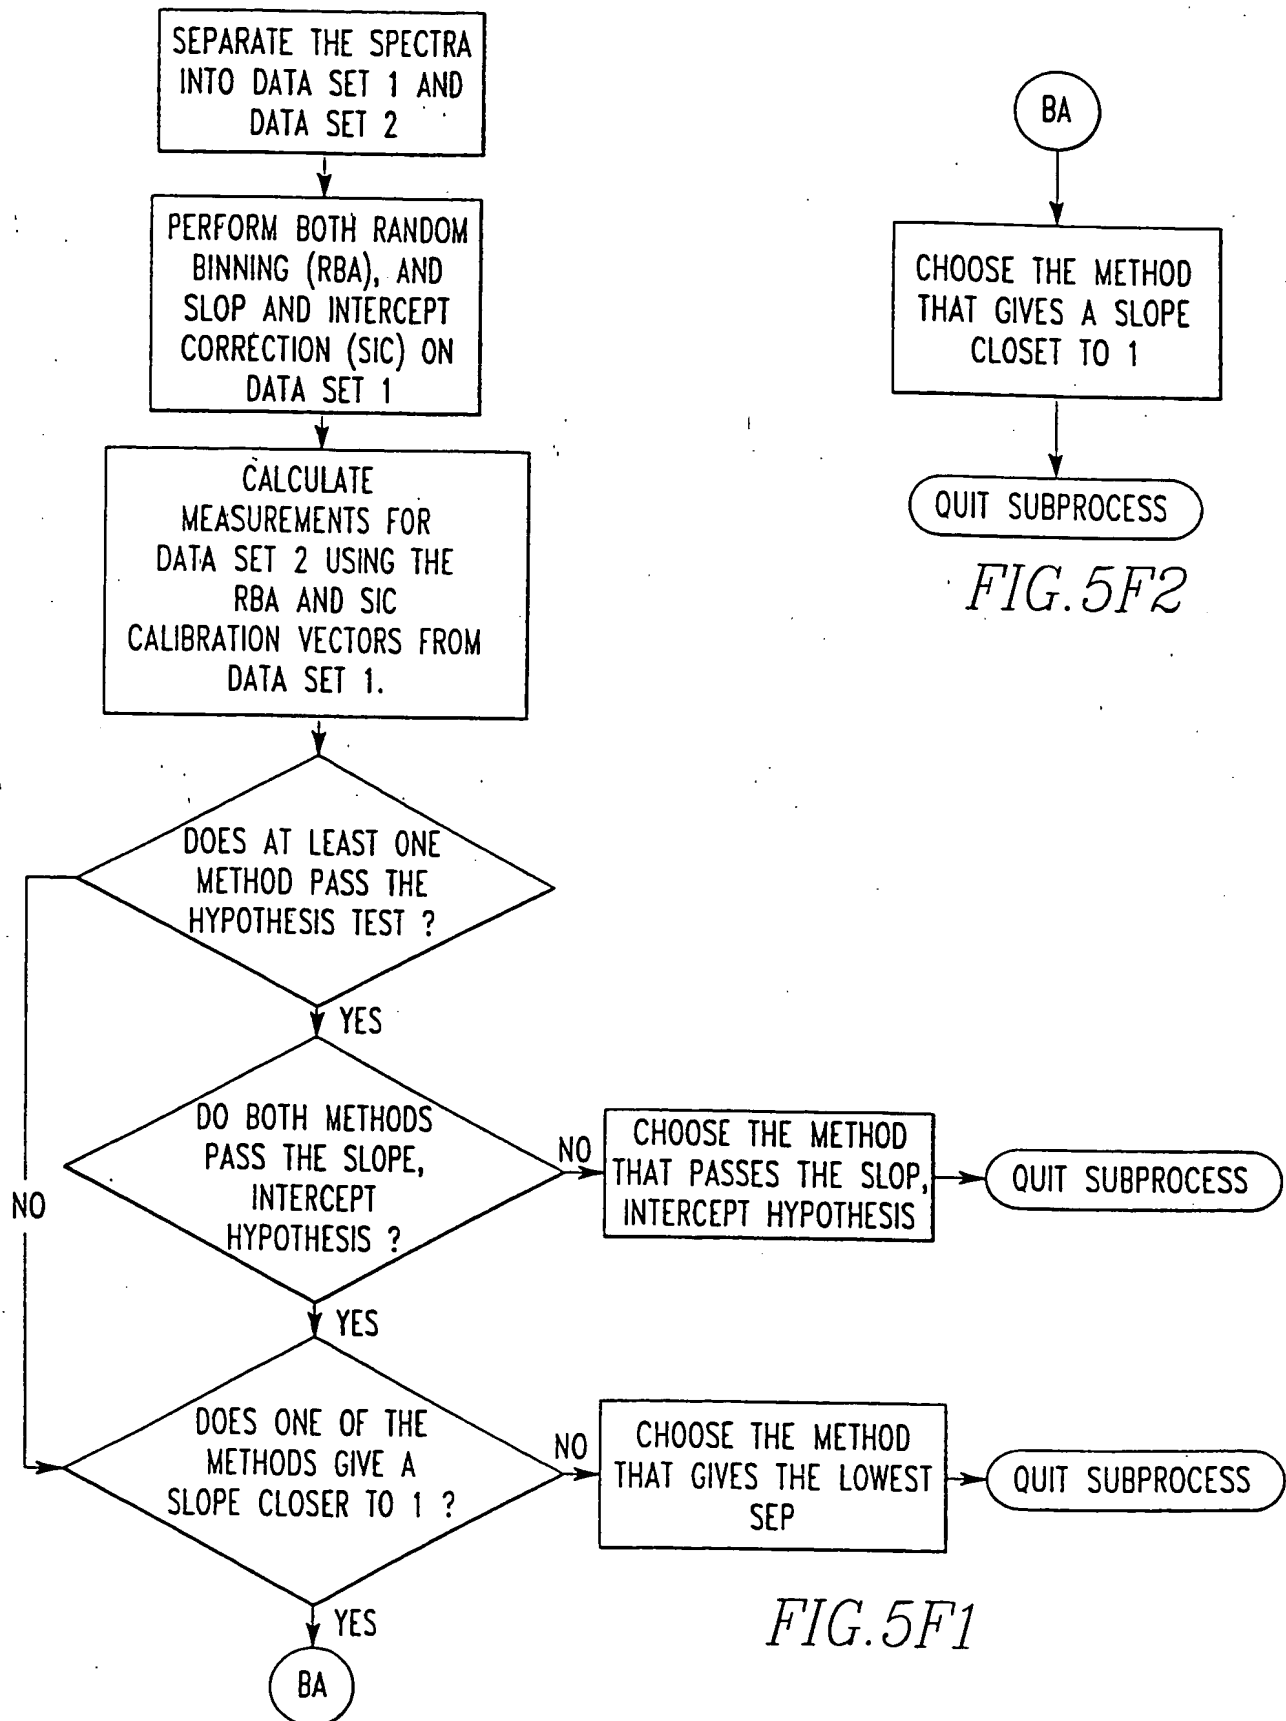 SEPARATE THE SPECTRA
INTO DATA SET 1 AND
DATA SET 2
PERFORM BOTH RANDOM
BINNING (RBA), AND
SLOP AND INTERCEPT
CORRECTION (SIC) ON
DATA SET 1
CALCULATE
MEASUREMENTS FOR
DATA SET 2 USING THE
RBA AND SIC
CALIBRATION VECTORS FROM
DATA SET 1.
DOES AT LEAST ONE
METHOD PASS THE
HYPOTHESIS TEST ?
YES
NO
DO BOTH METHODS
PASS THE SLOPE,
INTERCEPT
HYPOTHESIS ?
NO
CHOOSE THE METHOD
THAT PASSES THE SLOP,
INTERCEPT HYPOTHESIS
QUIT SUBPROCESS
YES
DOES ONE OF THE
METHODS GIVE A
SLOPE CLOSER TO 1 ?
NO
CHOOSE THE METHOD
THAT GIVES THE LOWEST
SEP
QUIT SUBPROCESS
YES
BA
FIG.5F1
BA
CHOOSE THE METHOD
THAT GIVES A SLOPE
CLOSET TO 1
QUIT SUBPROCESS
FIG.5F2